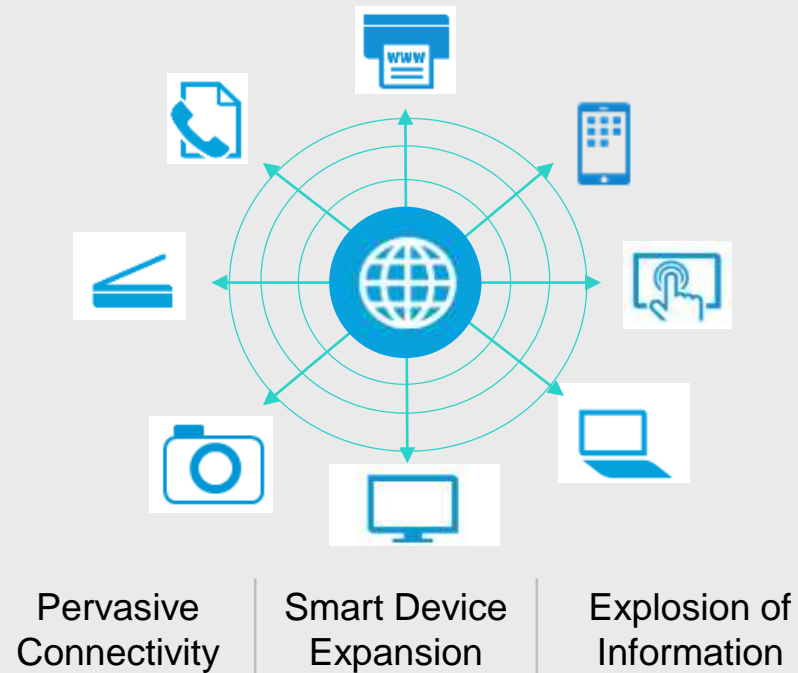 www
Pervasive
Connectivity
Smart Device
Expansion
Explosion of
Information